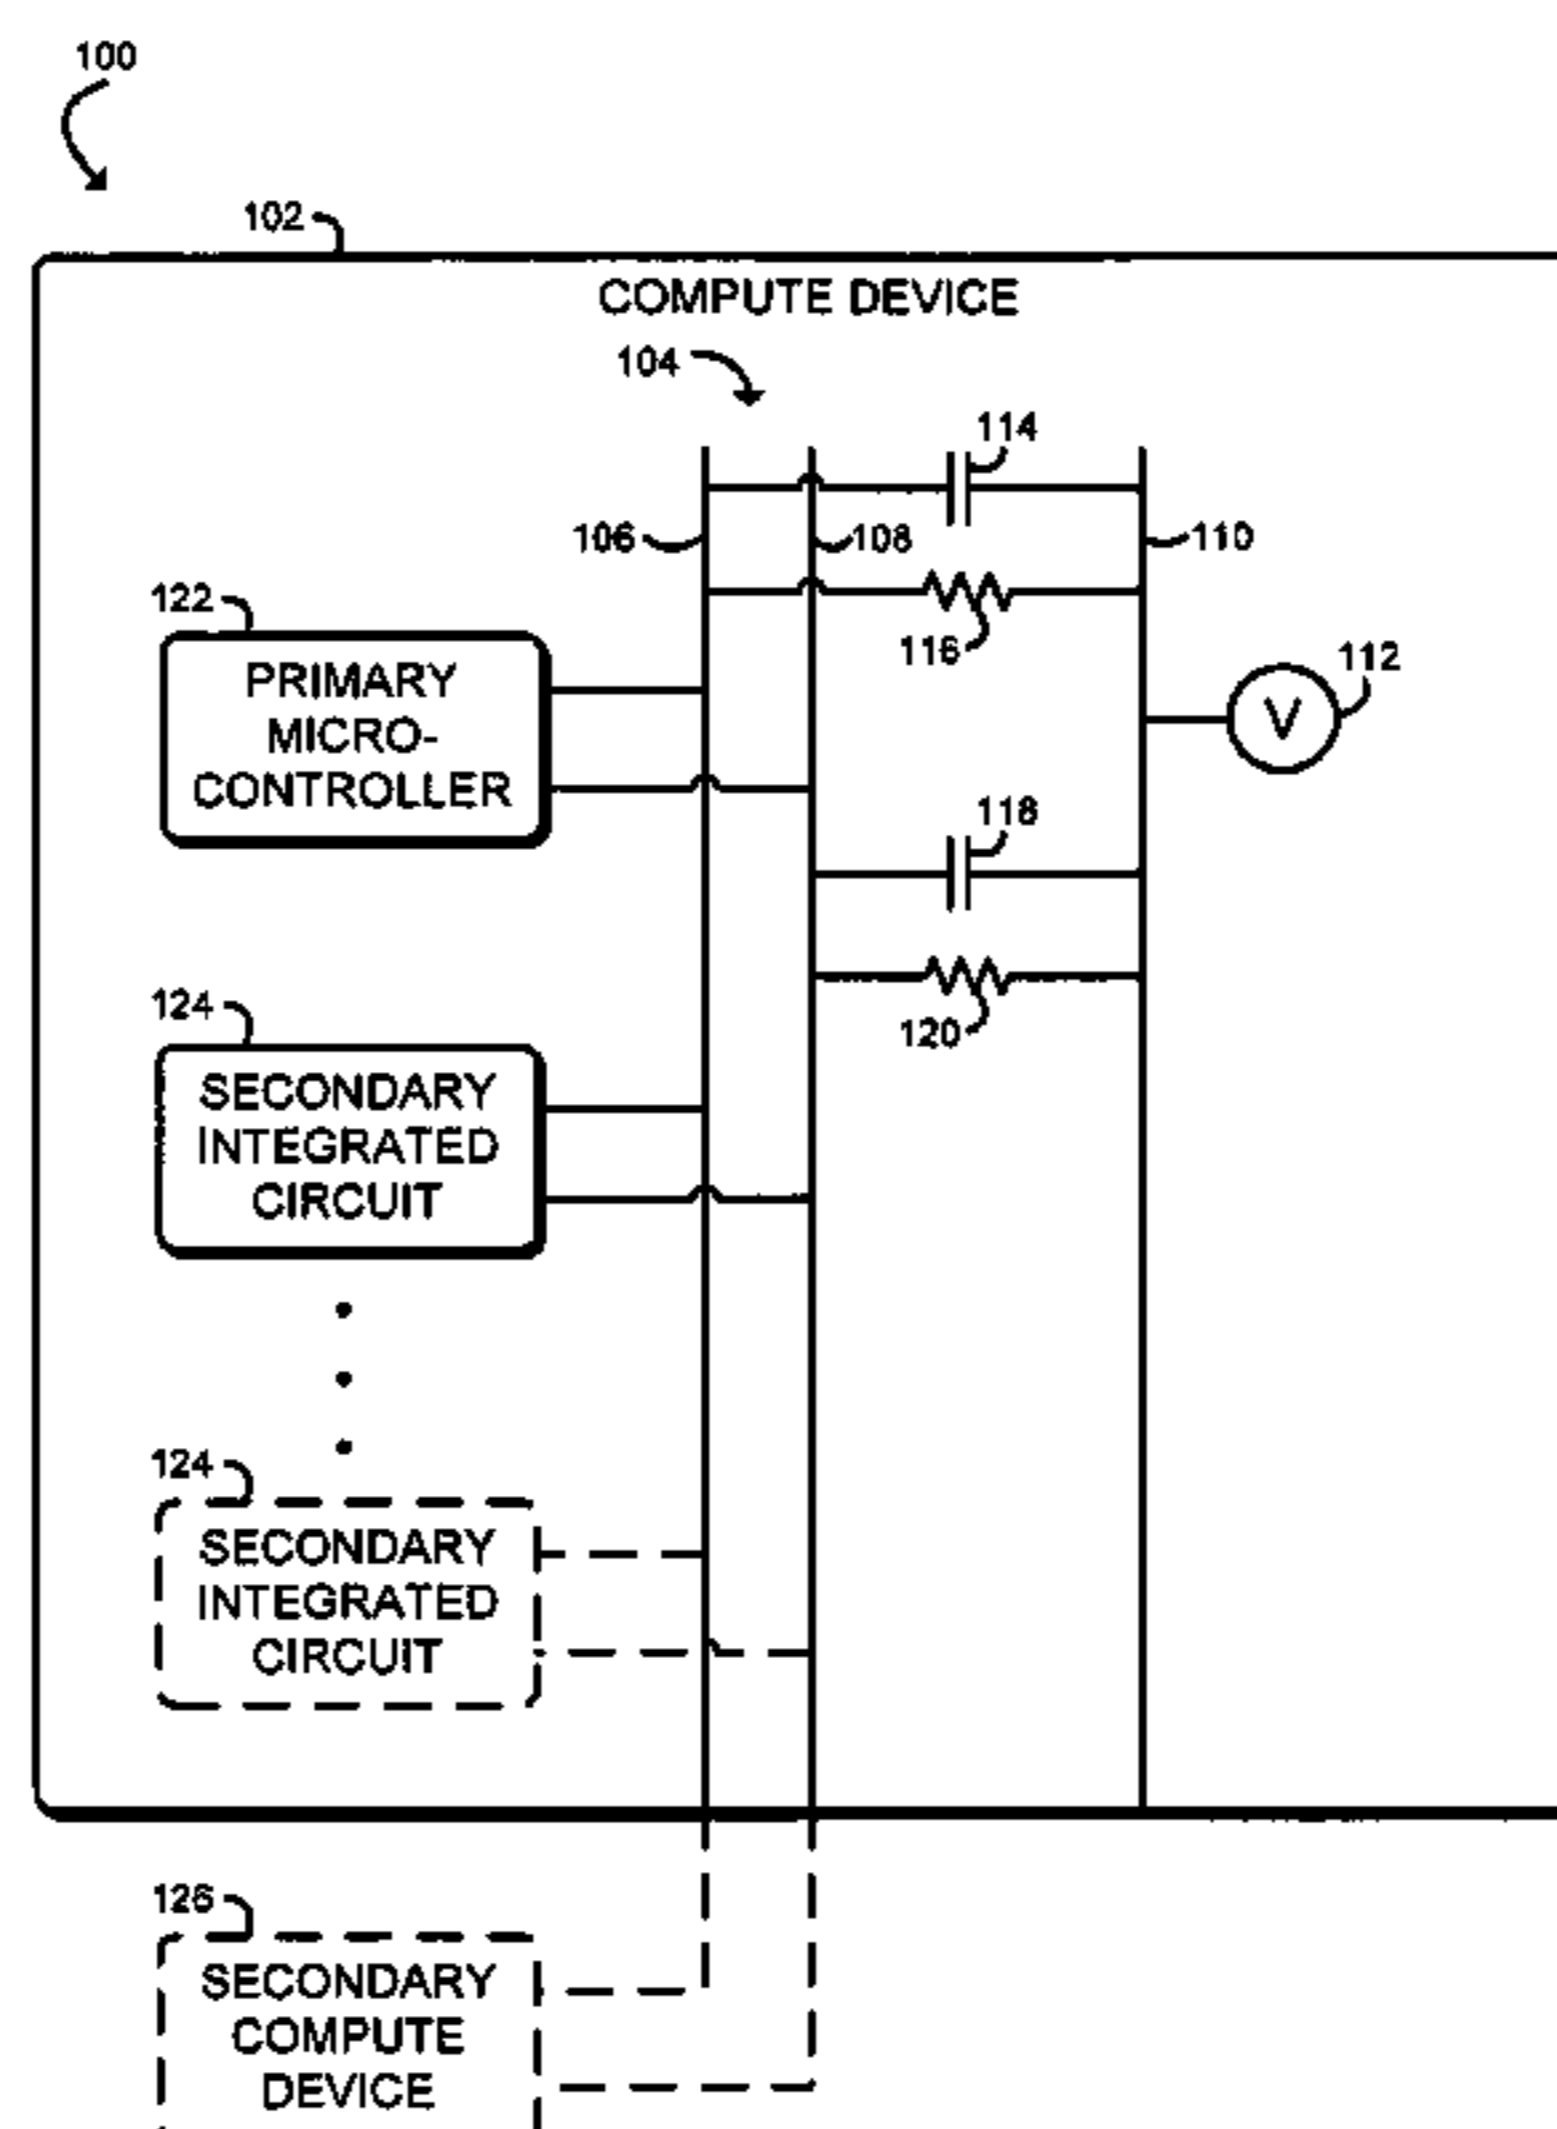 100
102
COMPUTE DEVICE
104
114
106
108
110
122
116
PRIMARY
MICRO-
CONTROLLER
112
V
118
124
120
SECONDARY
INTEGRATED
CIRCUIT
124
SECONDARY
INTEGRATED
CIRCUIT
126
SECONDARY
COMPUTE
DEVICE